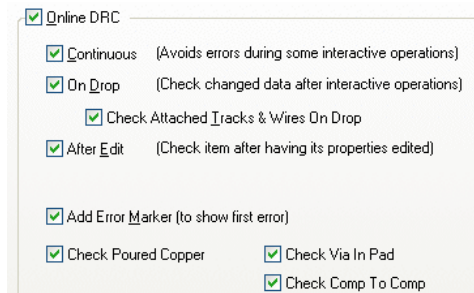 Online DRC
Continuous (Avoids errors during some interactive operations)
On Drop (Check changed data after interactive operations)
Check Attached Tracks & Wires On Drop
After Edit (Check item after having its properties edited)
Add Error Marker (to show first error)
Check Poured Copper Check Via In Pad
Check Comp To Comp